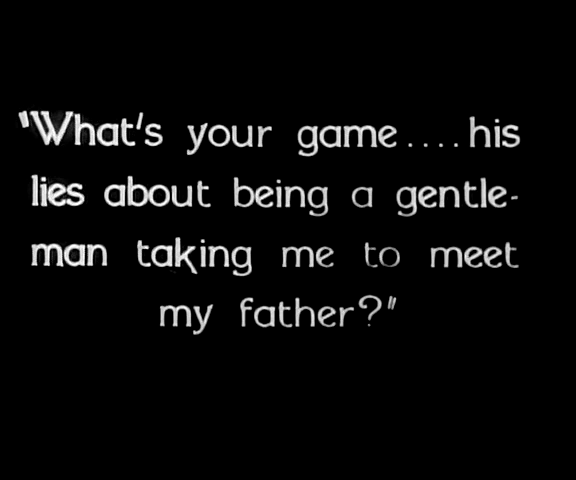 "What's your game....his
lies about being a gentle-
man taking me to meet
my father?"